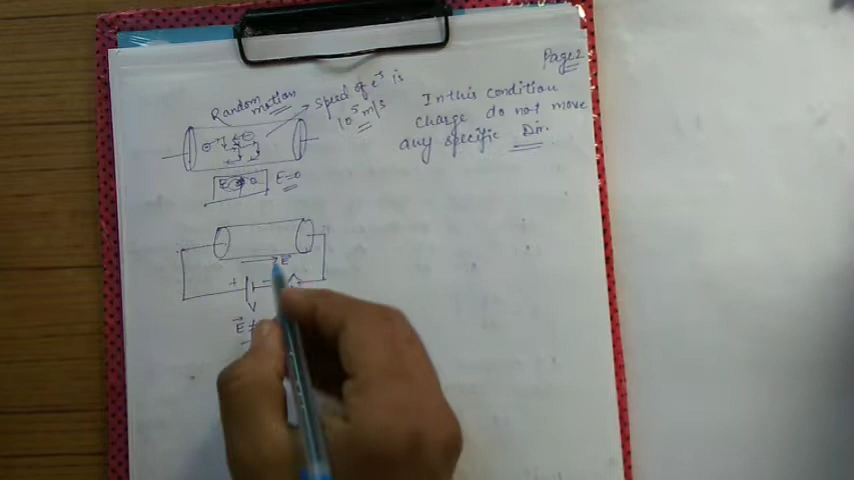 Page 2
Random motion
Speed of e⁻s is
10⁵ m/s
In this condition
charge do not move
any specific Dir.
E=0
E
+ -
E